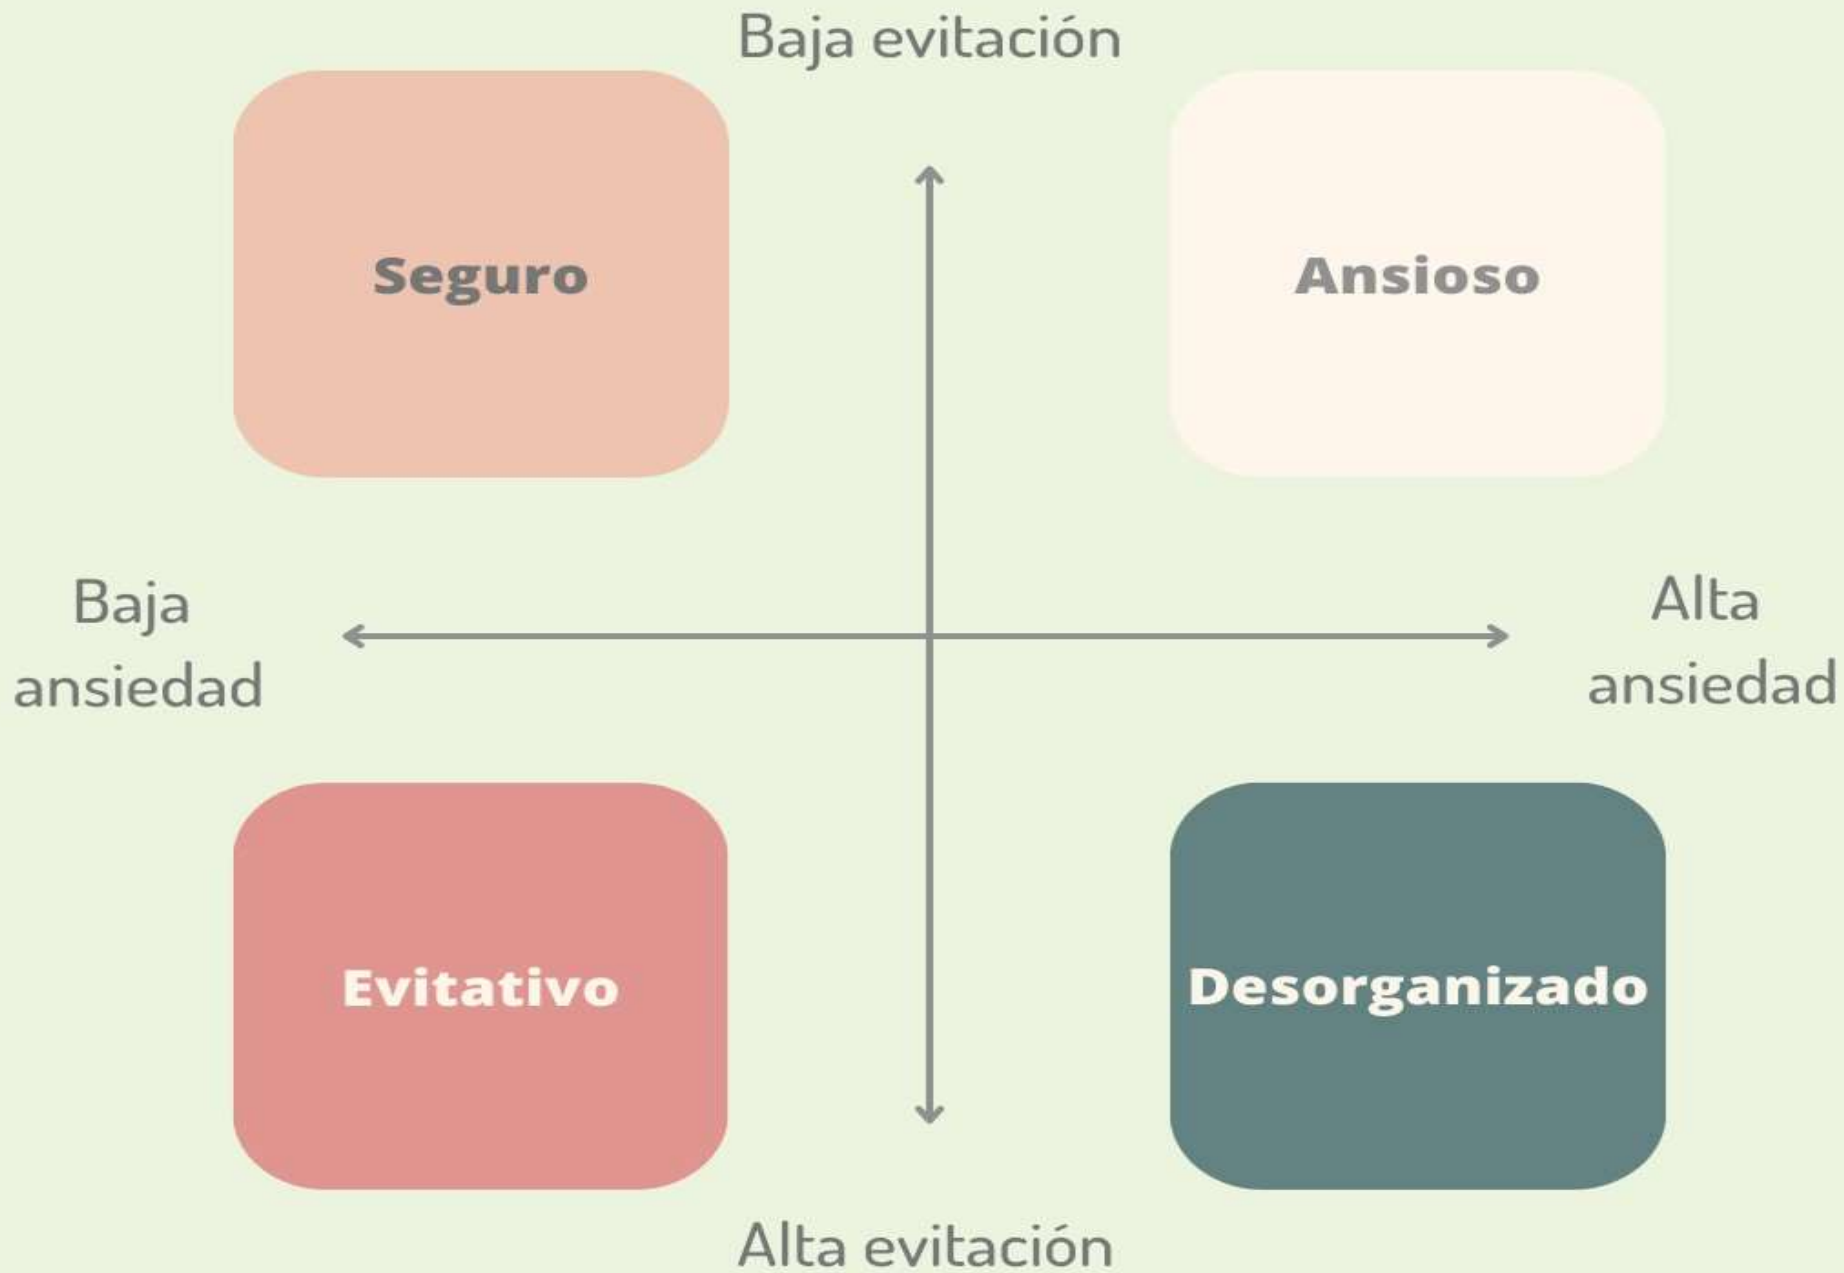 Baja evitación
Seguro
Ansioso
Baja
ansiedad
Alta
ansiedad
Evitativo
Desorganizado
Alta evitación